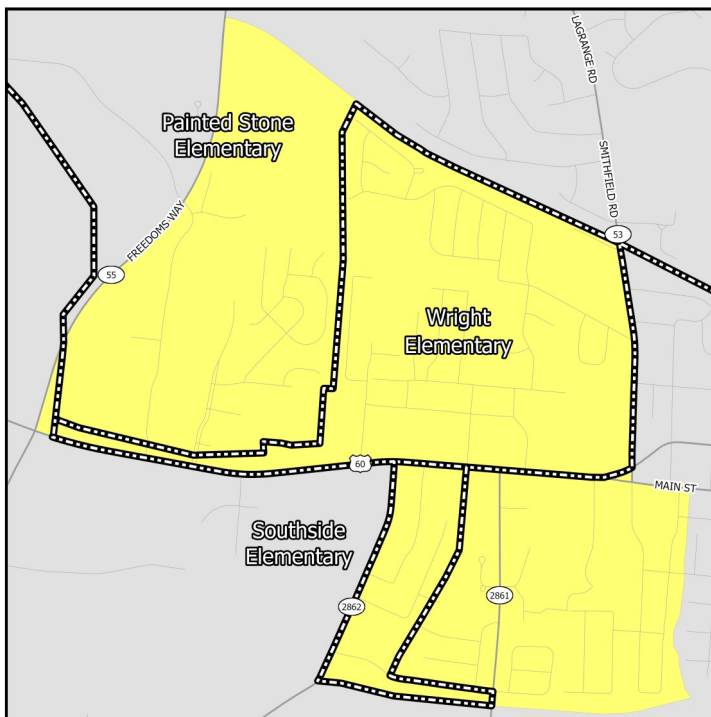 LAGRANGE RD
Painted Stone
Elementary
SMITHFIELD RD
53
FREEDOMS WAY
55
Wright
Elementary
60
MAIN ST
Southside
Elementary
2862
2861